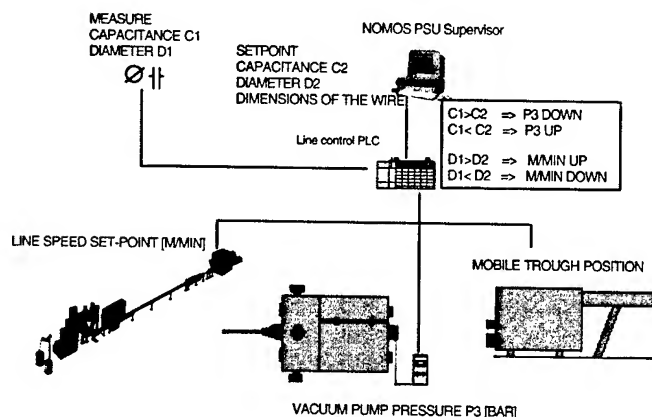 MEASURE
CAPACITANCE C1
DIAMETER D1
NOMOS PSU Supervisor
SETPOINT
CAPACITANCE C2
DIAMETER D2
DIMENSIONS OF THE WIRE
C1>C2 => P3 DOWN
C1< C2 => P3 UP
D1>D2 => M/MIN UP
D1< D2 => M/MIN DOWN
Line control PLC
LINE SPEED SET-POINT [M/MIN]
MOBILE TROUGH POSITION
VACUUM PUMP PRESSURE P3 [BAR]